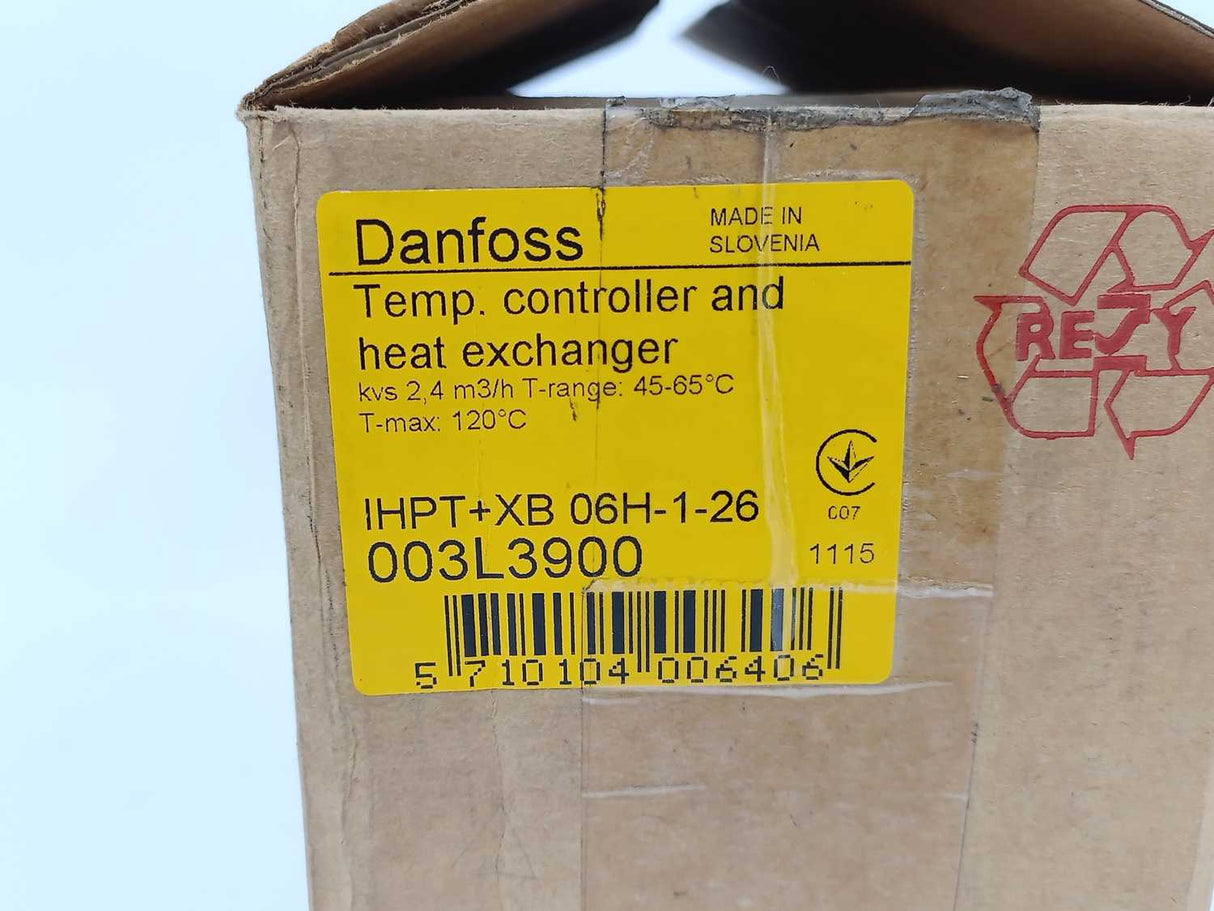 Danfoss
MADE IN
SLOVENIA
Temp. controller and
heat exchanger
kvs 2,4 m3/h T-range: 45-65°C
T-max: 120°C
IHPT+XB 06H-1-26
007
003L3900
1115
5 710104 006406
RESY